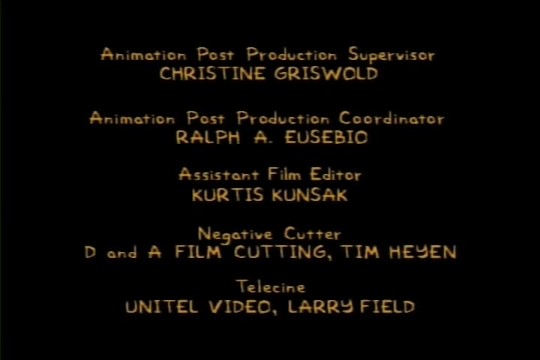 Animation Post Production Supervisor
CHRISTINE GRISWOLD
Animation Post Production Coordinator
RALPH A. EUSEBIO
Assistant Film Editor
KURTIS KUNSAK
Negative Cutter
D and A FILM CUTTING, TIM HEYEN
Telecine
UNITEL VIDEO, LARRY FIELD